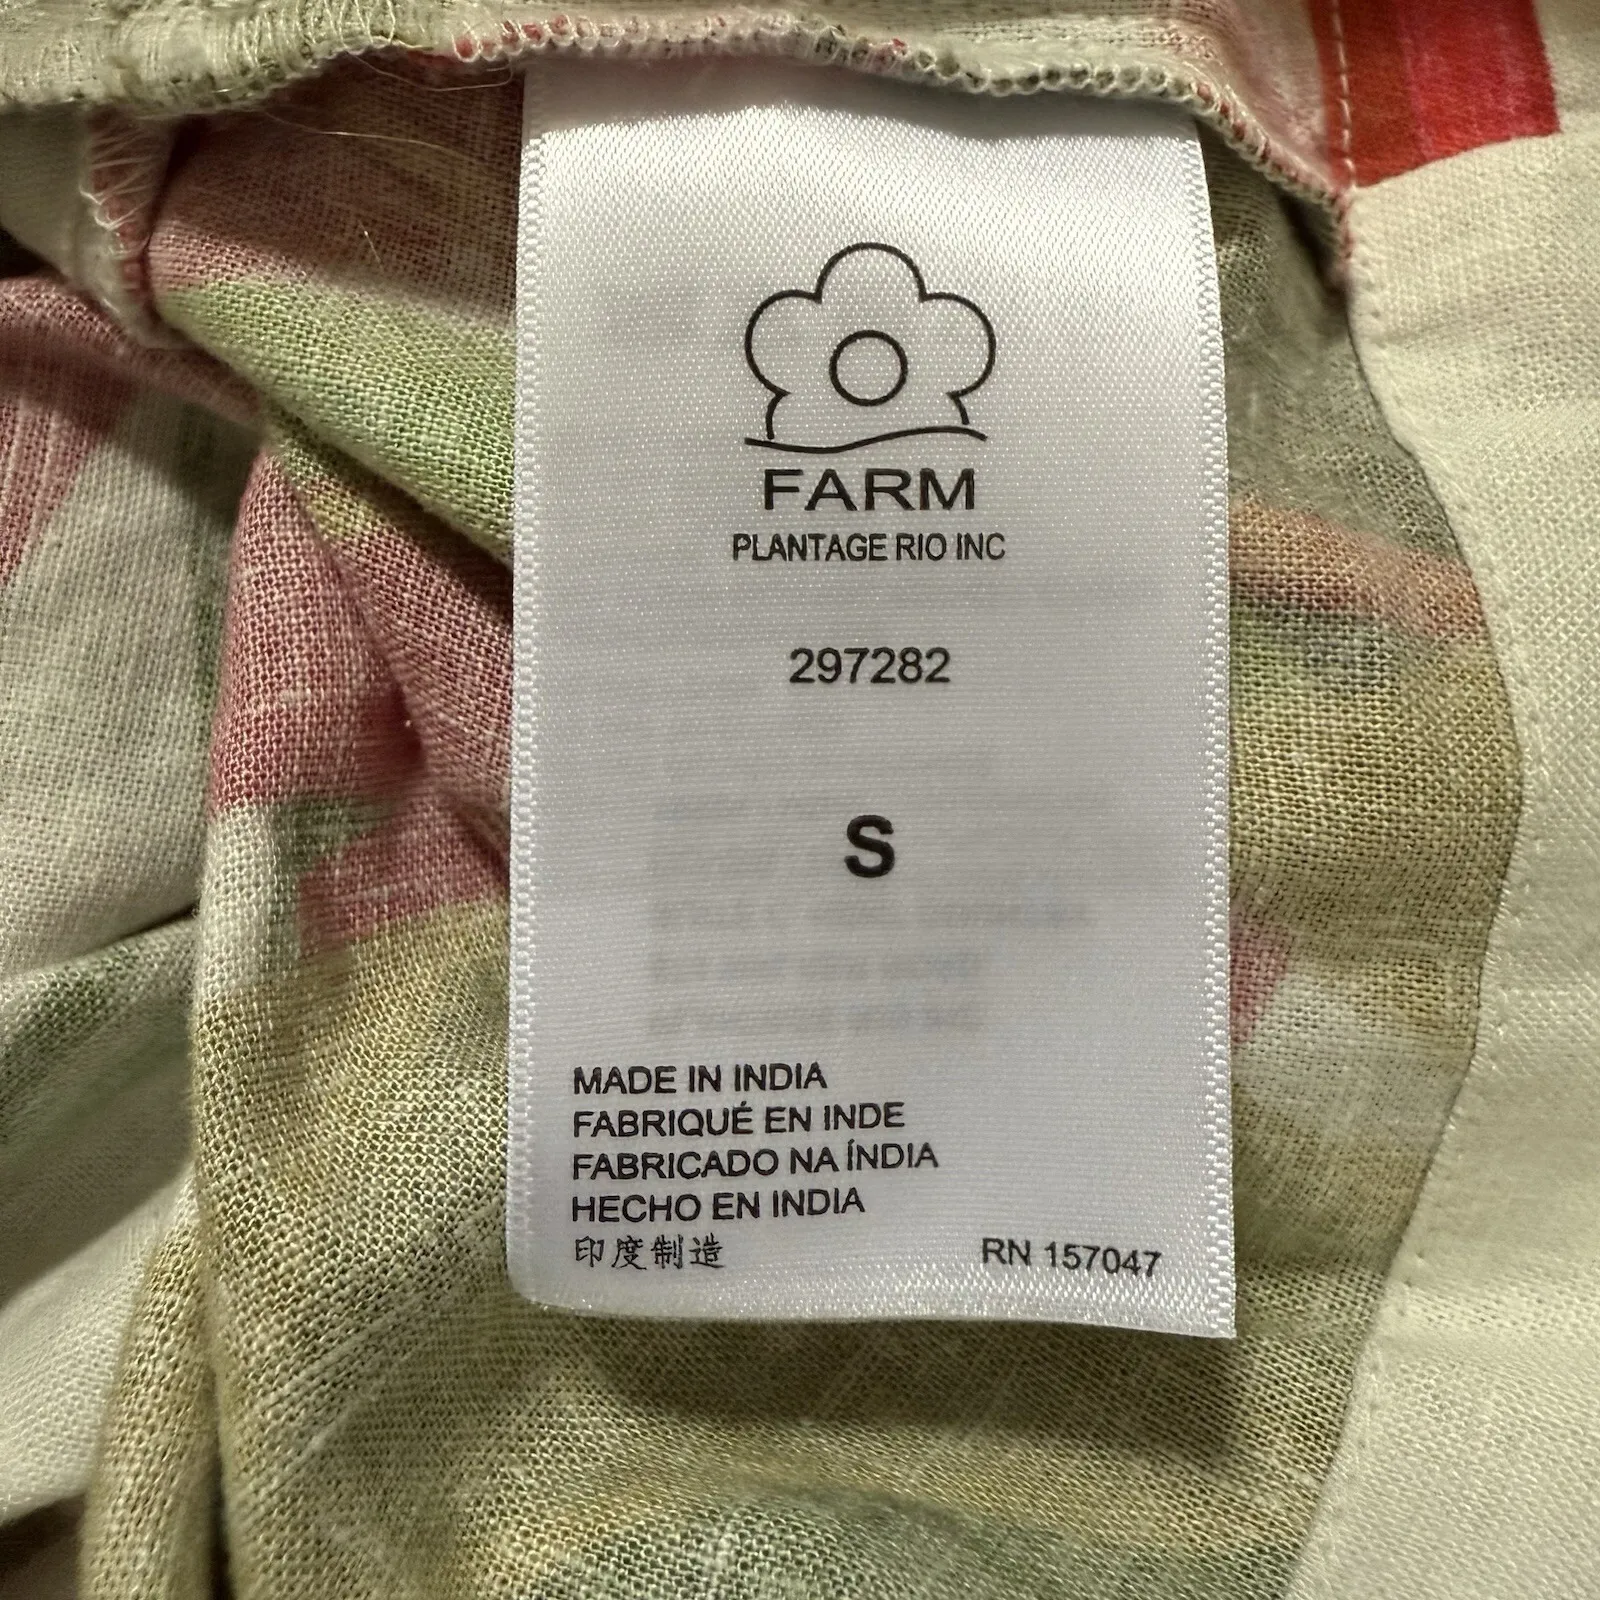 FARM
PLANTAGE RIO INC
297282
S
MADE IN INDIA
FABRIQUÉ EN INDE
FABRICADO NA ÍNDIA
HECHO EN INDIA
印度制造
RN 157047